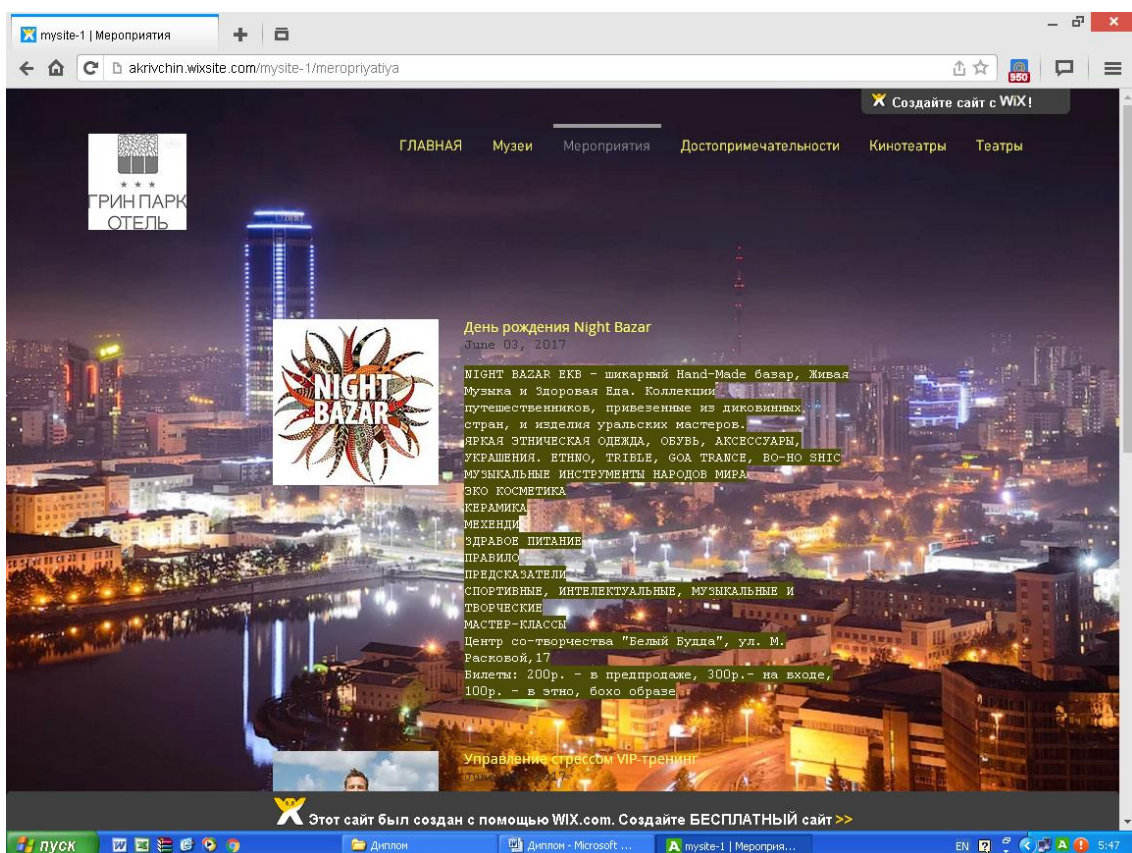 mysite-1 | Мероприятия
akrivchin.wixsite.com/mysite-1/meropriyatiya
950
Создайте сайт с WiX!
ГЛАВНАЯ Музеи Мероприятия Достопримечательности Кинотеатры Театры
ГРИН ПАРК
ОТЕЛЬ
День рождения Night Bazar
June 03, 2017
NIGHT BAZAR
NIGHT BAZAR EKB – шикарный Hand-Made базар, Живая
Музыка и Здоровая Еда. Коллекции
путешественников, привезенные из диковинных
стран, и изделия уральских мастеров.
ЯРКАЯ ЭТНИЧЕСКАЯ ОДЕЖДА, ОБУВЬ, АКСЕССУАРЫ,
УКРАШЕНИЯ. ETHNO, TRIBLE, GOA TRANCE, BO-HO SHIC
МУЗЫКАЛЬНЫЕ ИНСТРУМЕНТЫ НАРОДОВ МИРА
ЭКО КОСМЕТИКА
КЕРАМИКА
МЕХЕНДИ
ЗДРАВОЕ ПИТАНИЕ
ПРАВИЛО
ПРЕДСКАЗАТЕЛИ
СПОРТИВНЫЕ, ИНТЕЛЕКТУАЛЬНЫЕ, МУЗЫКАЛЬНЫЕ И
ТВОРЧЕСКИЕ
МАСТЕР-КЛАССЫ
Центр со-творчества "Белый Будда", ул. М.
Расковой,17
Билеты: 200р. – в предпродаже, 300р.– на входе,
100р. – в этно, бохо образе
Управление стрессом VIP-тренинг
Этот сайт был создан с помощью WIX.com. Создайте БЕСПЛАТНЫЙ сайт >>
пуск Диплом Диплом - Microsoft ... mysite-1 | Меропри... EN 5:47